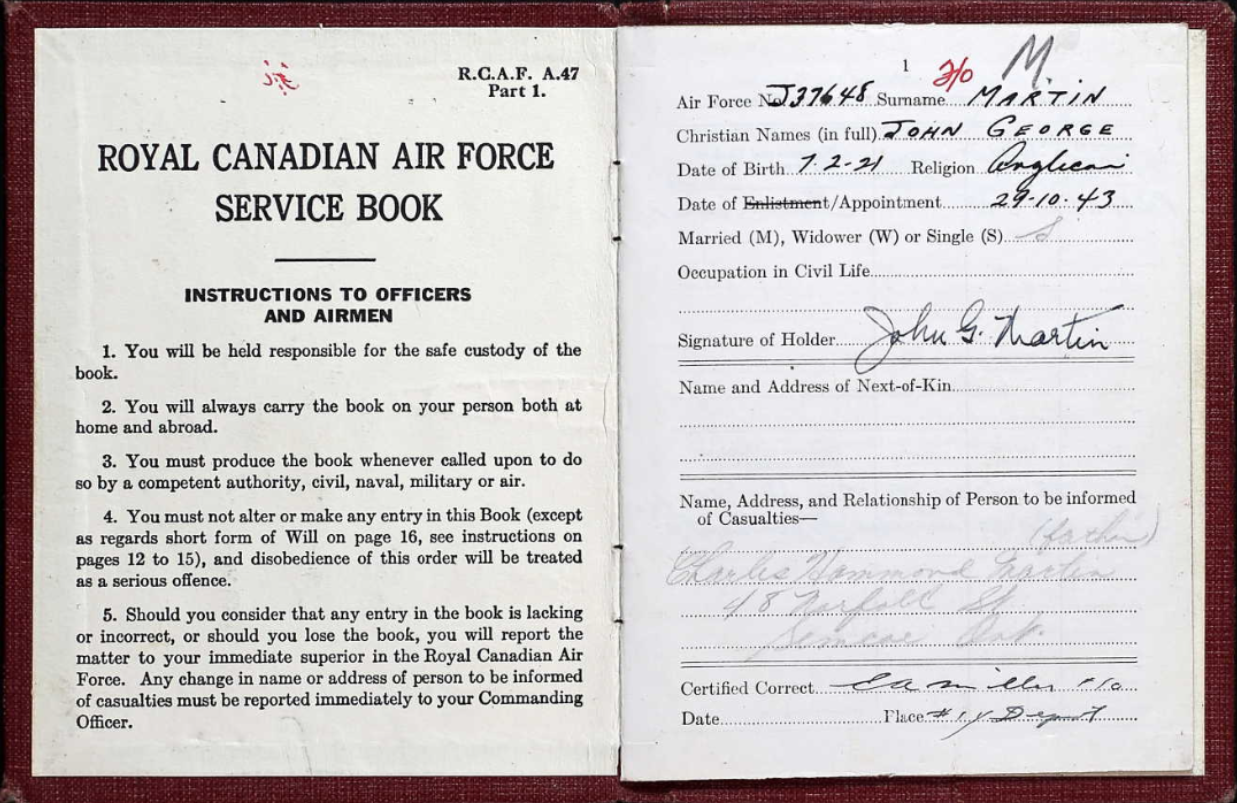 R.C.A.F. A.47
Part 1.
ROYAL CANADIAN AIR FORCE
SERVICE BOOK
INSTRUCTIONS TO OFFICERS
AND AIRMEN
1. You will be held responsible for the safe custody of the
book.
2. You will always carry the book on your person both at
home and abroad.
3. You must produce the book whenever called upon to do
so by a competent authority, civil, naval, military or air.
4. You must not alter or make any entry in this Book (except
as regards short form of Will on page 16, see instructions on
pages 12 to 15), and disobedience of this order will be treated
as a serious offence.
5. Should you consider that any entry in the book is lacking
or incorrect, or should you lose the book, you will report the
matter to your immediate superior in the Royal Canadian Air
Force. Any change in name or address of person to be informed
of casualties must be reported immediately to your Commanding
Officer.
1 M.
Air Force No. J37648 Surname MARTIN
Christian Names (in full) JOHN GEORGE
Date of Birth 7-2-21 Religion Anglican
Date of Enlistment/Appointment 29-10-43
Married (M), Widower (W) or Single (S) S
Occupation in Civil Life
Signature of Holder John G. Martin
Name and Address of Next-of-Kin
Name, Address, and Relationship of Person to be informed
of Casualties—
(father)
Charles Hammond Martin
48 Norfolk St.
Simcoe Ont.
Certified Correct
Date Place Depot